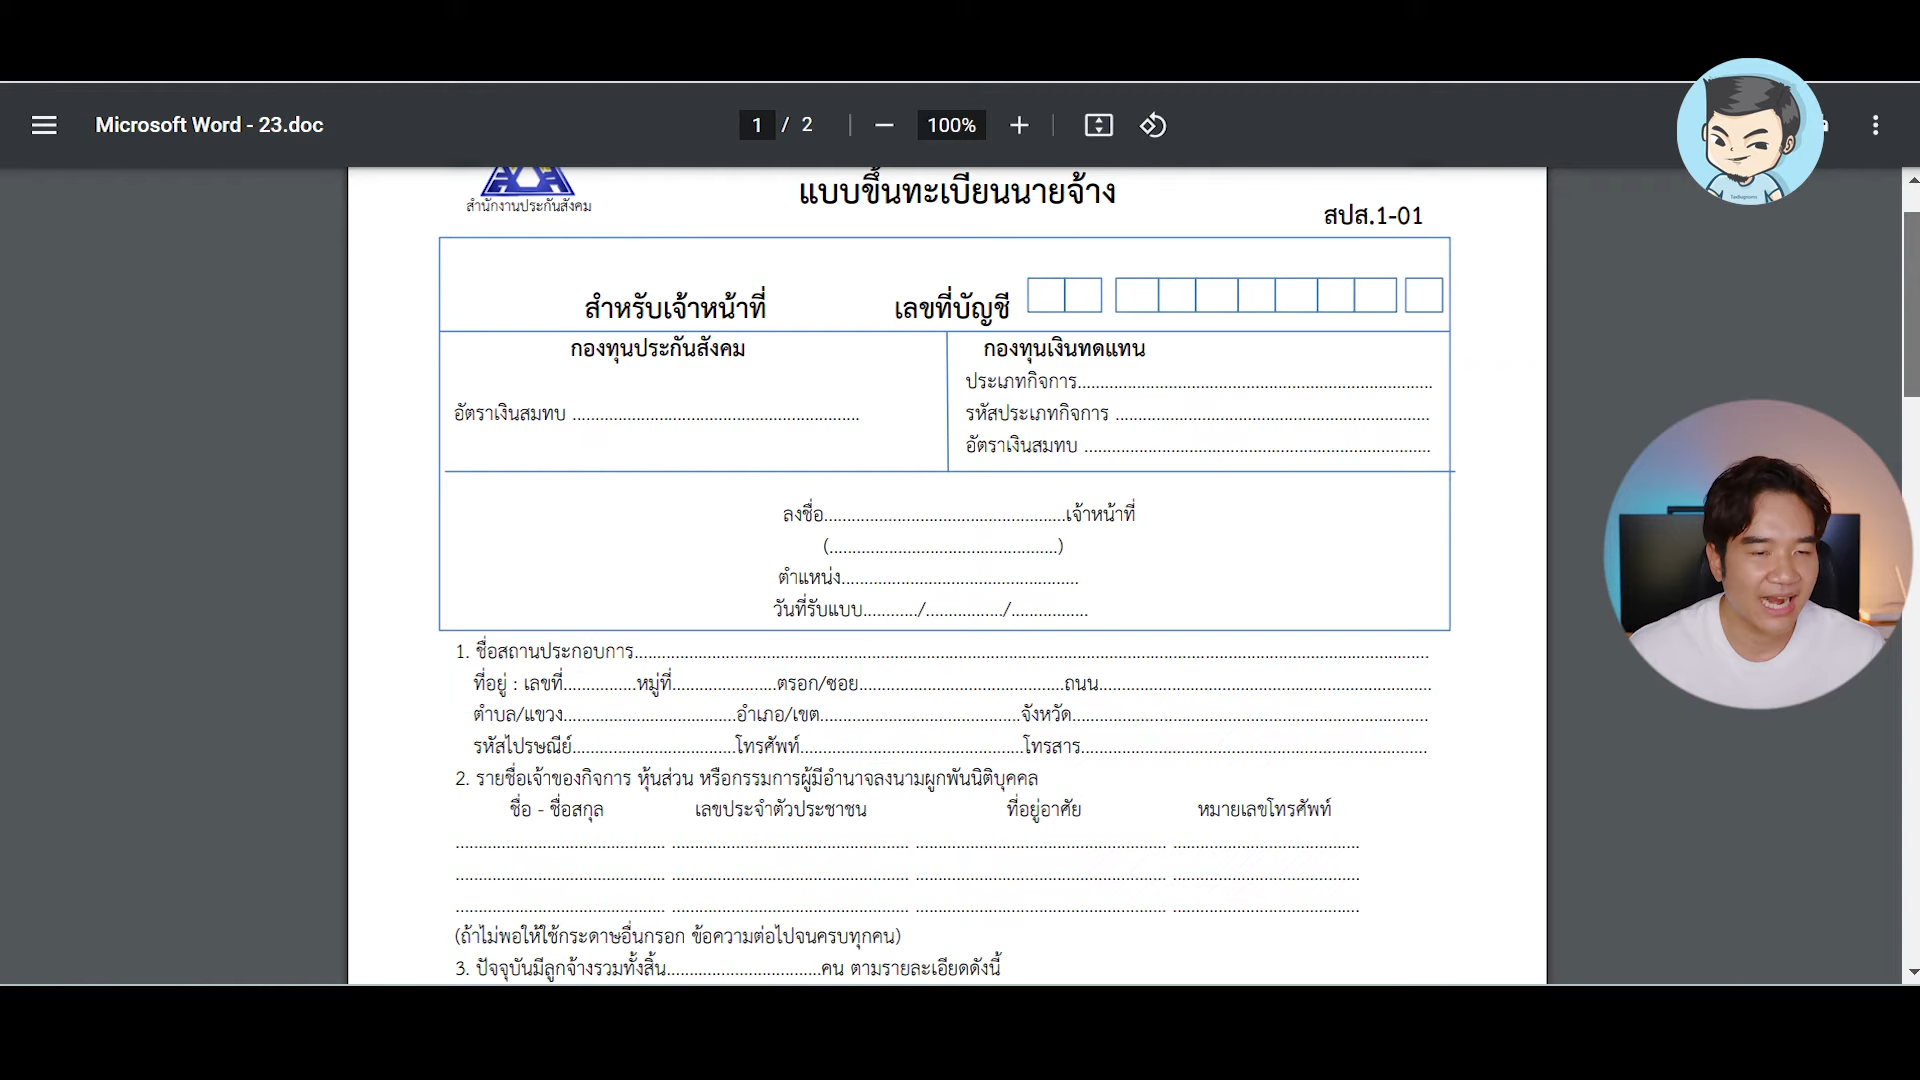 Microsoft Word - 23.doc
1 / 2
100%
สำนักงานประกันสังคม
แบบขึ้นทะเบียนนายจ้าง
สปส.1-01
สำหรับเจ้าหน้าที่ เลขที่บัญชี
กองทุนประกันสังคม
อัตราเงินสมทบ ................................................................
กองทุนเงินทดแทน
ประเภทกิจการ................................................................
รหัสประเภทกิจการ ................................................................
อัตราเงินสมทบ ................................................................
ลงชื่อ.....................................................เจ้าหน้าที่
(..................................................)
ตำแหน่ง....................................................
วันที่รับแบบ............/................./.................
1. ชื่อสถานประกอบการ................................................................
ที่อยู่ : เลขที่................หมู่ที่.......................ตรอก/ซอย.............................................ถนน................................................................
ตำบล/แขวง......................................อำเภอ/เขต............................................จังหวัด................................................................
รหัสไปรษณีย์....................................โทรศัพท์.................................................โทรสาร................................................................
2. รายชื่อเจ้าของกิจการ หุ้นส่วน หรือกรรมการผู้มีอำนาจลงนามผูกพันนิติบุคคล
ชื่อ - ชื่อสกุล เลขประจำตัวประชาชน ที่อยู่อาศัย หมายเลขโทรศัพท์
.............................................. .................................................... ....................................................... .........................................
.............................................. .................................................... ....................................................... .........................................
.............................................. .................................................... ....................................................... .........................................
(ถ้าไม่พอให้ใช้กระดาษอื่นกรอก ข้อความต่อไปจนครบทุกคน)
3. ปัจจุบันมีลูกจ้างรวมทั้งสิ้น..................................คน ตามรายละเอียดดังนี้